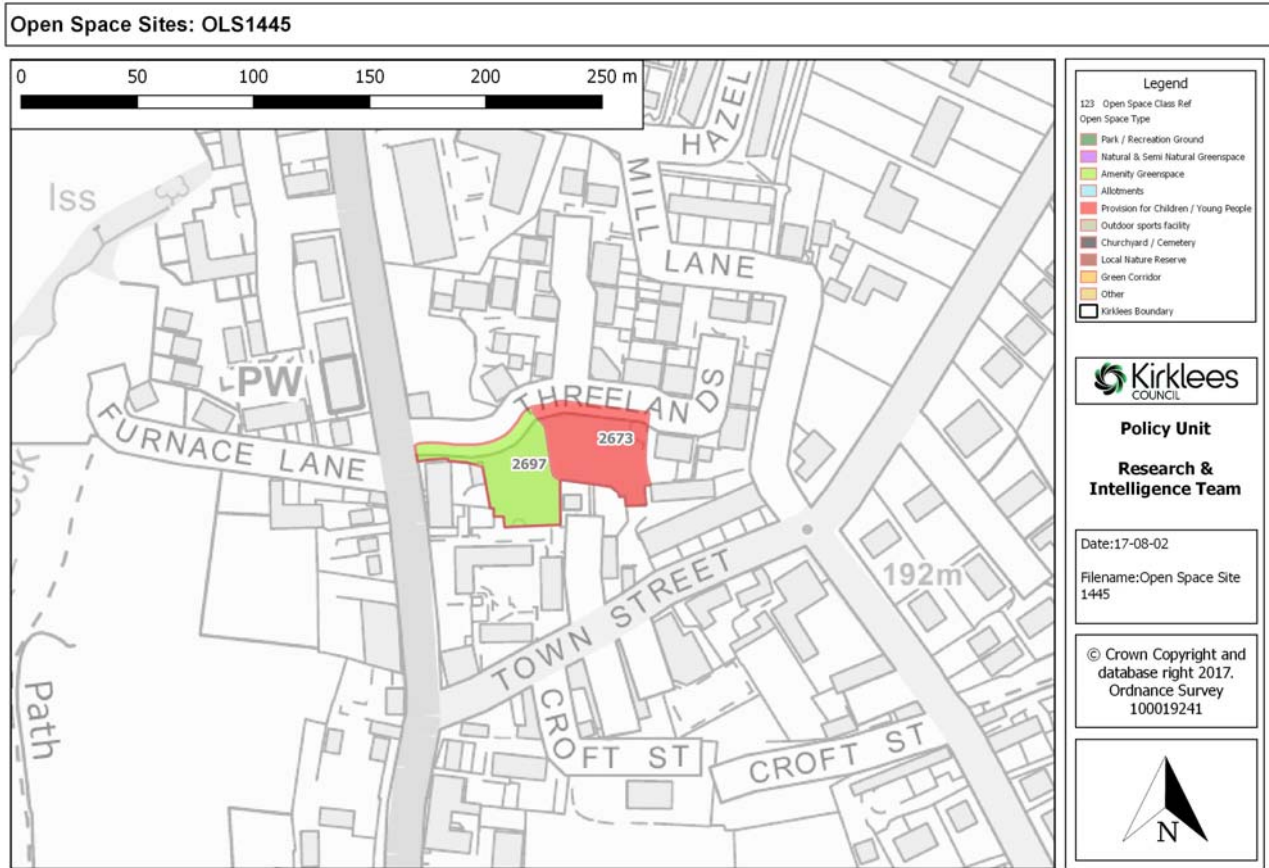 Open Space Sites: OLS1445
0 50 100 150 200 250 m
HAZEL
MILL LANE
Iss
PW
FURNACE LANE
THREELANDS
2673
2697
TOWN STREET
192m
CROFT ST
CROFT ST
Path
Legend
123 Open Space Class Ref
Open Space Type
Park / Recreation Ground
Natural & Semi Natural Greenspace
Amenity Greenspace
Allotments
Provision for Children / Young People
Outdoor sports facility
Churchyard / Cemetery
Local Nature Reserve
Green Corridor
Other
Kirklees Boundary
Kirklees
COUNCIL
Policy Unit
Research &
Intelligence Team
Date:17-08-02
Filename:Open Space Site
1445
© Crown Copyright and
database right 2017.
Ordnance Survey
100019241
N